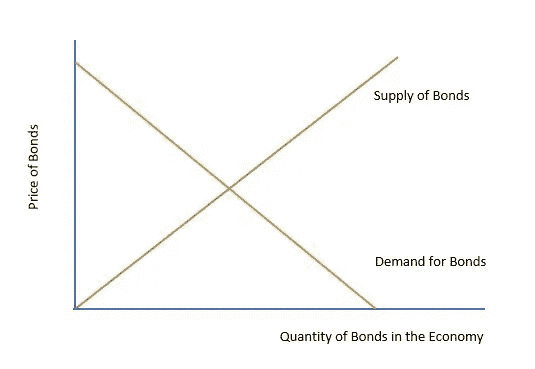 Supply of Bonds
Price of Bonds
Demand for Bonds
Quantity of Bonds in the Economy